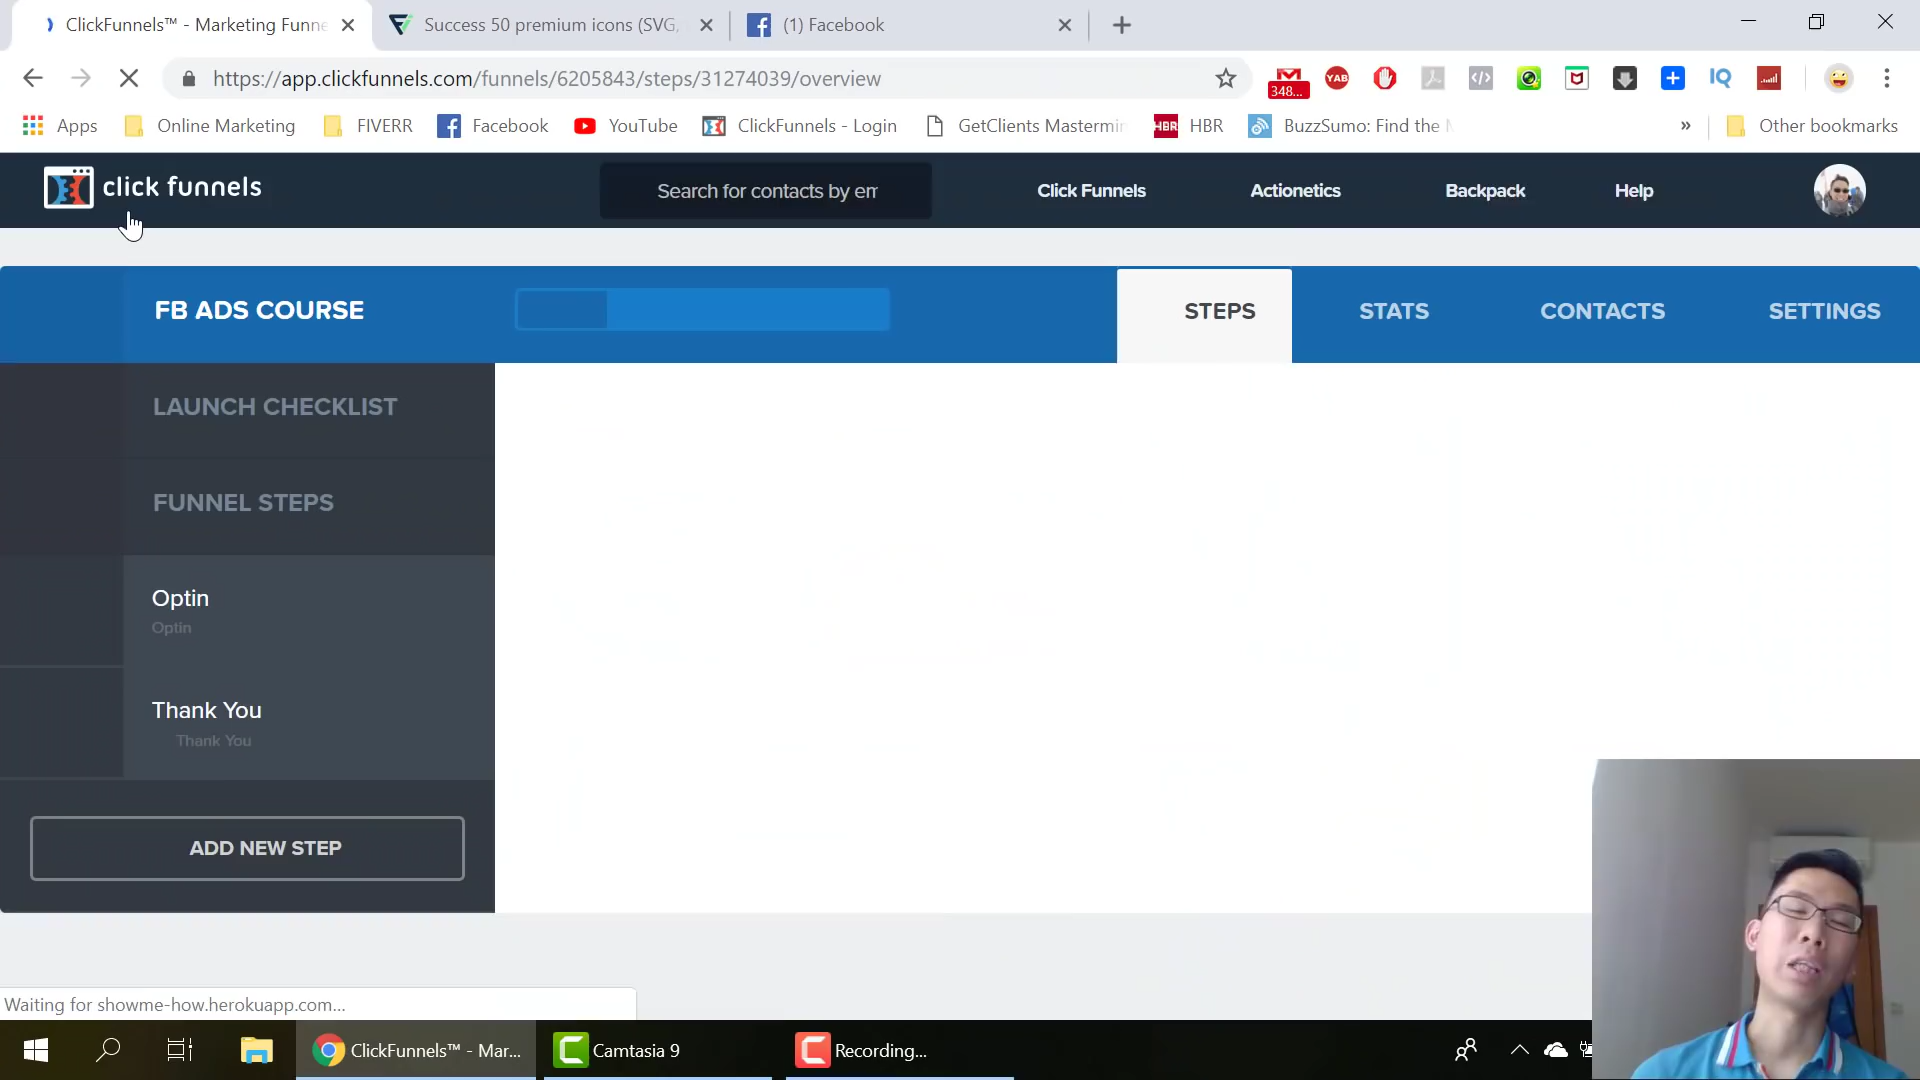 ClickFunnels™ - Marketing Funne
Success 50 premium icons (SVG,
(1) Facebook
https://app.clickfunnels.com/funnels/6205843/steps/31274039/overview
348...
YAB
IQ
Apps
Online Marketing
FIVERR
Facebook
YouTube
ClickFunnels - Login
GetClients Mastermin
HBR
HBR
BuzzSumo: Find the
»
Other bookmarks
click funnels
Search for contacts by em
Click Funnels
Actionetics
Backpack
Help
FB ADS COURSE
STEPS
STATS
CONTACTS
SETTINGS
LAUNCH CHECKLIST
FUNNEL STEPS
Optin
Optin
Thank You
Thank You
ADD NEW STEP
Waiting for showme-how.herokuapp.com...
ClickFunnels™ - Mar...
Camtasia 9
Recording...